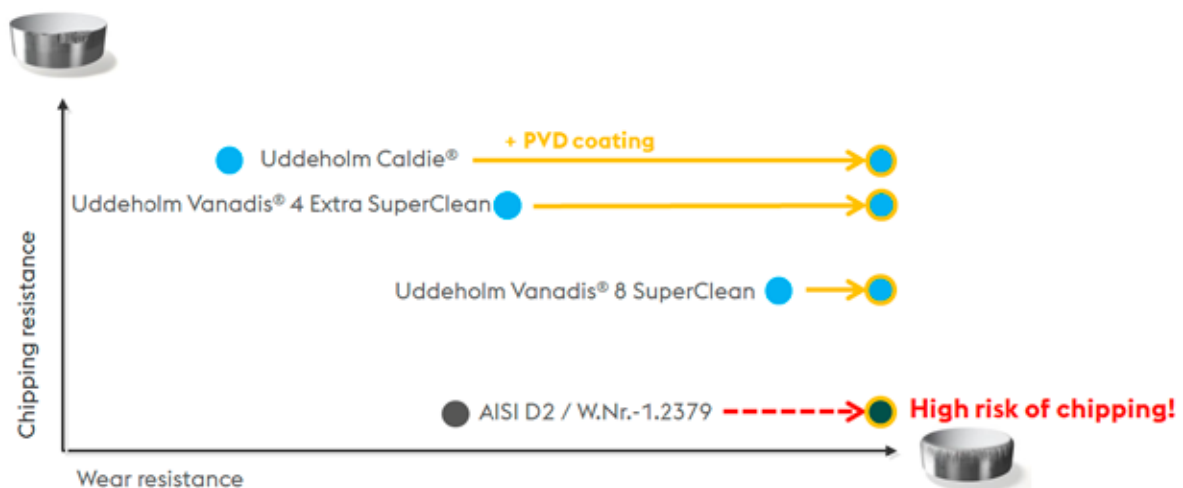 + PVD coating
Uddeholm Caldie®
Uddeholm Vanadis® 4 Extra SuperClean
Uddeholm Vanadis® 8 SuperClean
AISI D2 / W.Nr.-1.2379
High risk of chipping!
Chipping resistance
Wear resistance